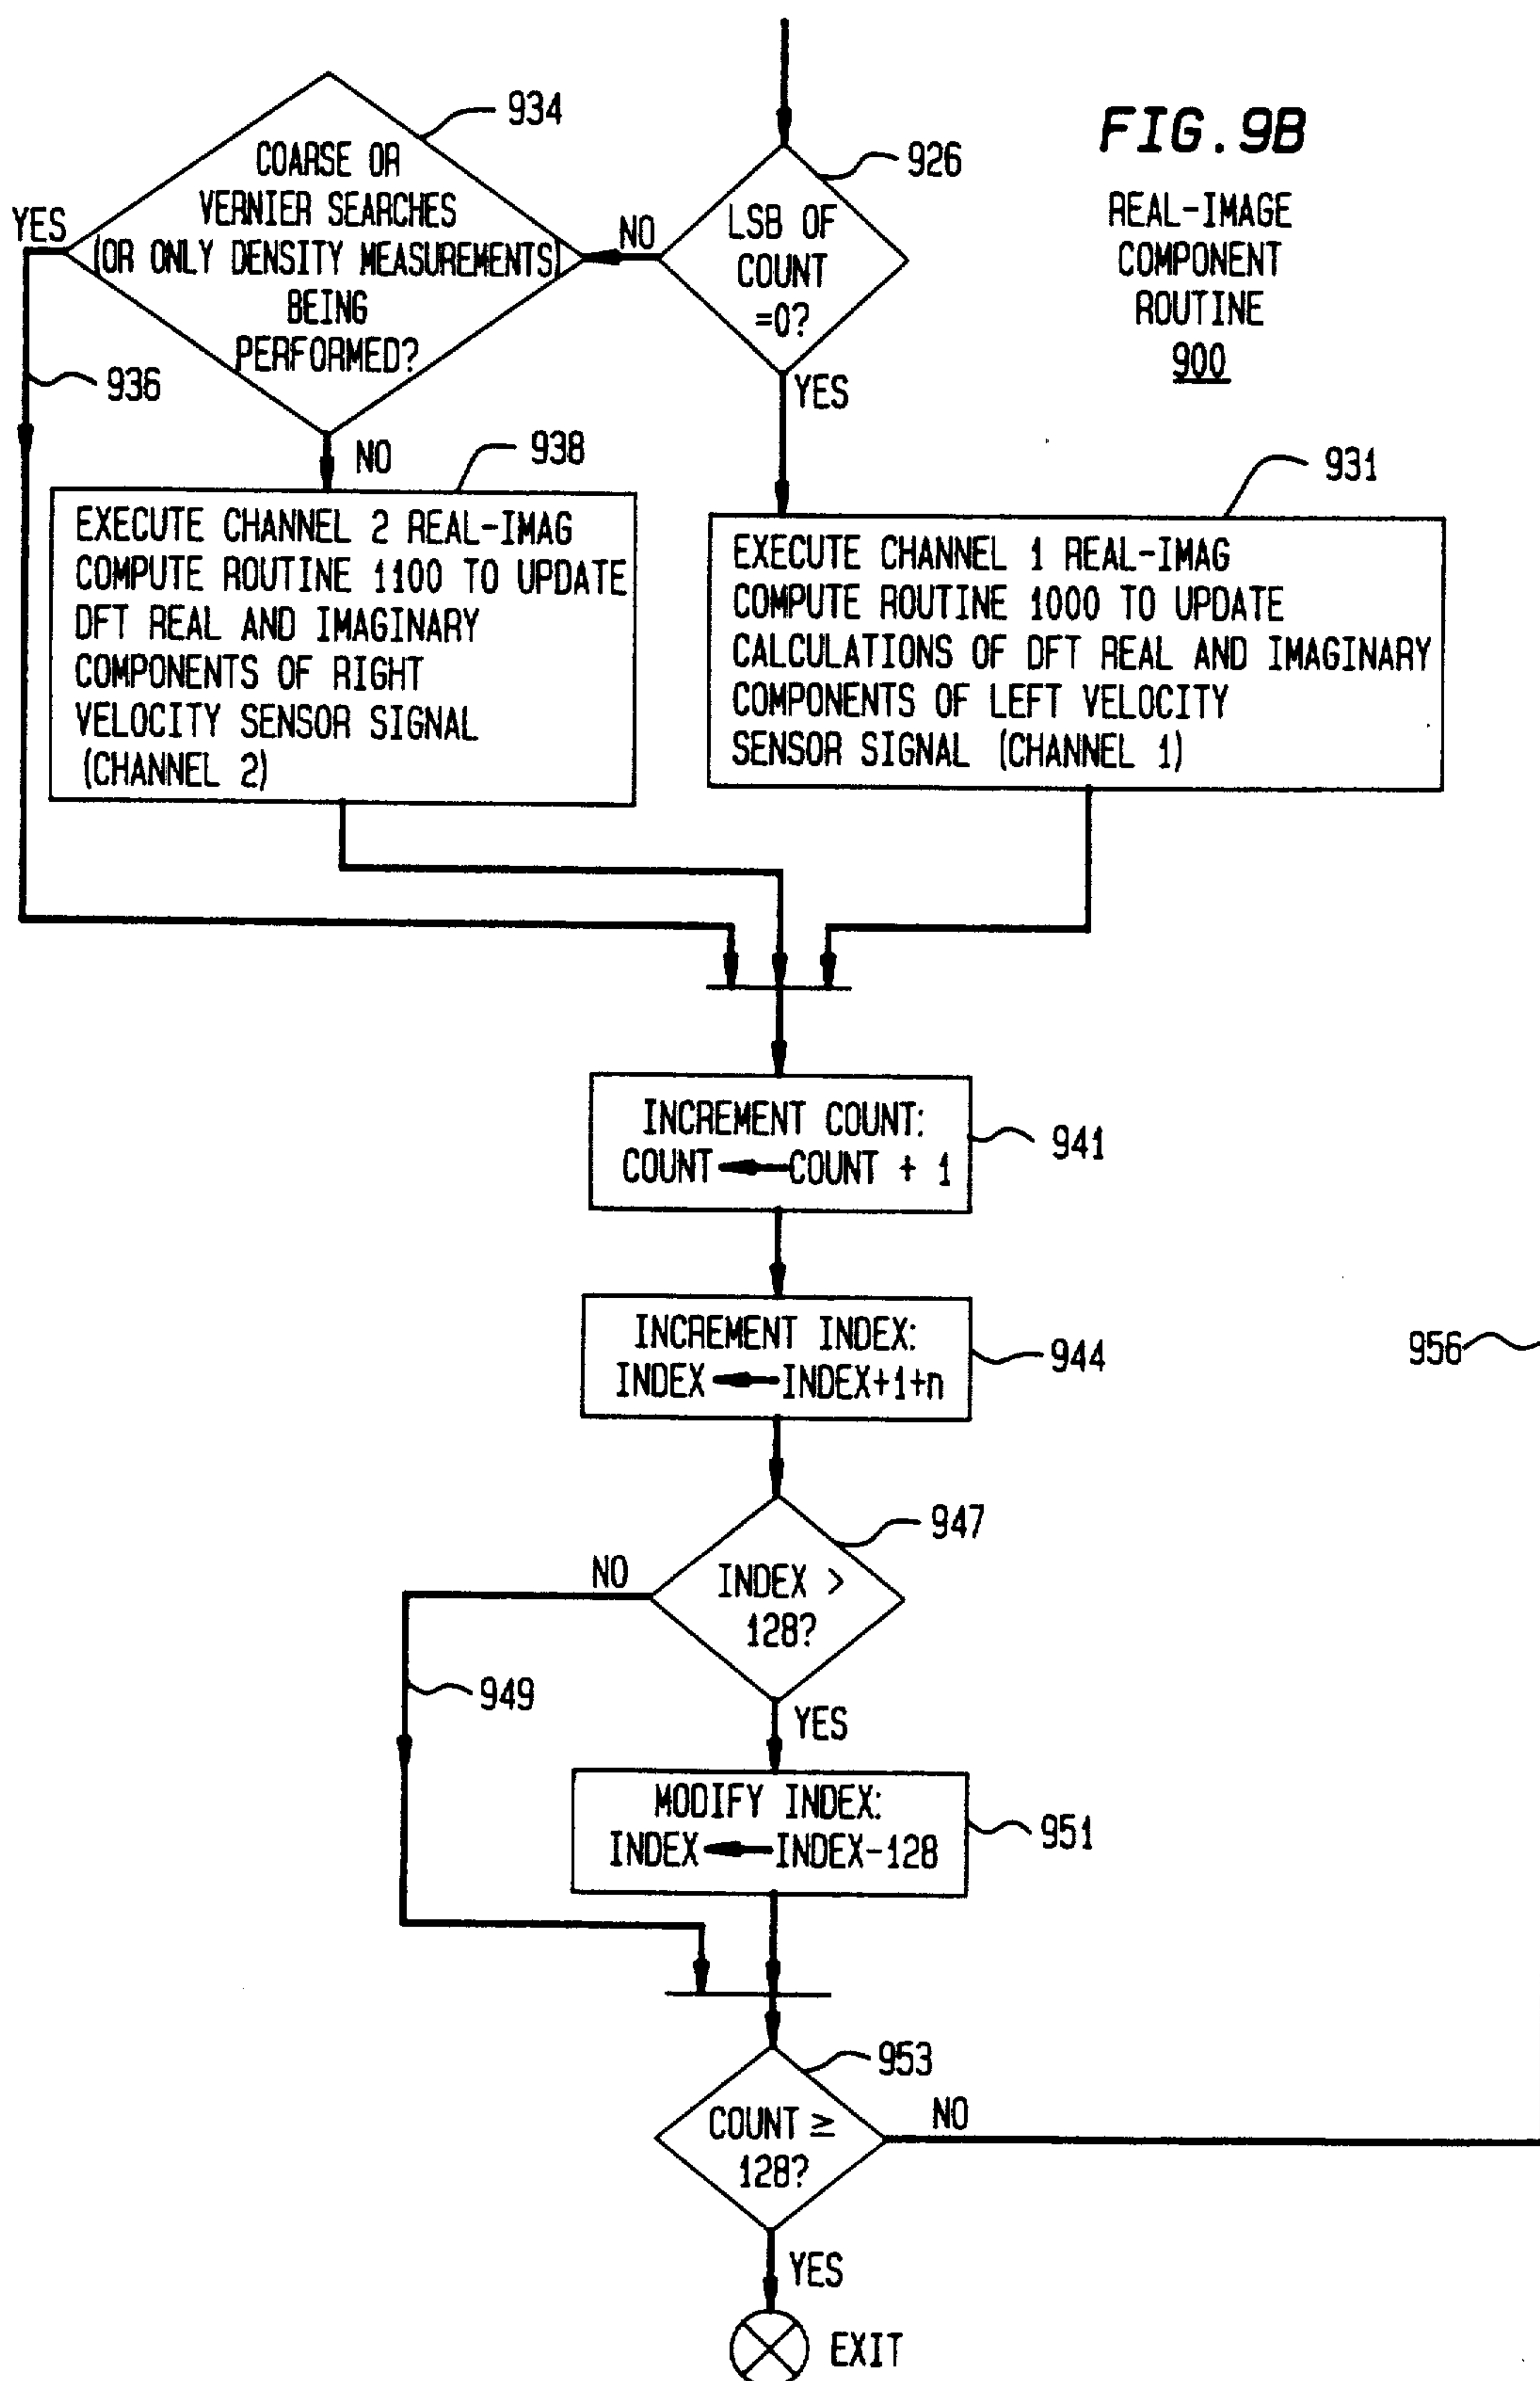 FIG.9B
REAL-IMAGE
COMPONENT
ROUTINE
900
934
COARSE OR
VERNIER SEARCHES
(OR ONLY DENSITY MEASUREMENTS)
BEING
PERFORMED?
YES
NO
926
LSB OF
COUNT
=0?
NO
YES
936
938
EXECUTE CHANNEL 2 REAL-IMAG
COMPUTE ROUTINE 1100 TO UPDATE
DFT REAL AND IMAGINARY
COMPONENTS OF RIGHT
VELOCITY SENSOR SIGNAL
(CHANNEL 2)
931
EXECUTE CHANNEL 1 REAL-IMAG
COMPUTE ROUTINE 1000 TO UPDATE
CALCULATIONS OF DFT REAL AND IMAGINARY
COMPONENTS OF LEFT VELOCITY
SENSOR SIGNAL (CHANNEL 1)
INCREMENT COUNT:
COUNT ← COUNT + 1
941
INCREMENT INDEX:
INDEX ← INDEX+1+n
944
956
947
INDEX >
128?
NO
949
YES
MODIFY INDEX:
INDEX ← INDEX-128
951
953
COUNT ≥
128?
NO
YES
EXIT